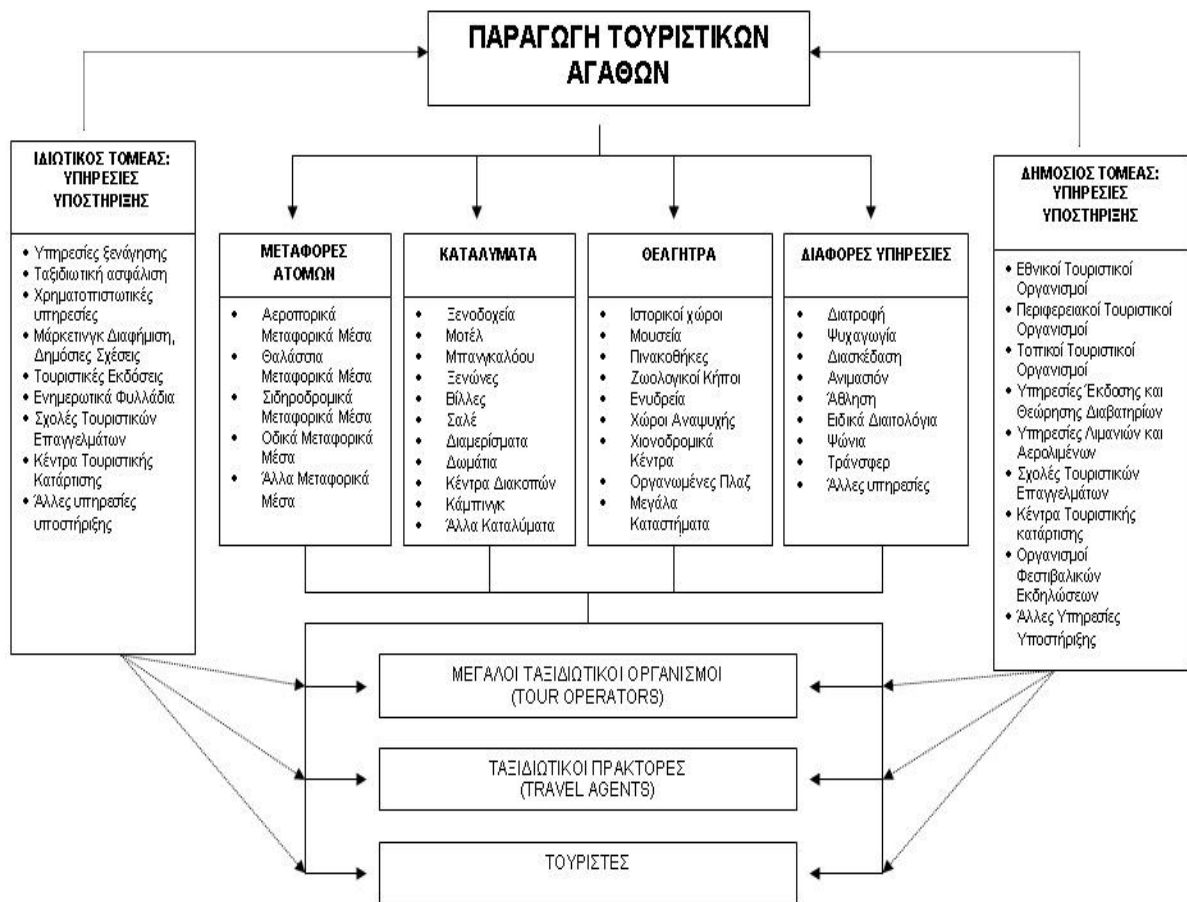 ΠΑΡΑΓΩΓΗ ΤΟΥΡΙΣΤΙΚΩΝ
ΑΓΑΘΩΝ
ΙΔΙΩΤΙΚΟΣ ΤΟΜΕΑΣ:
ΥΠΗΡΕΣΙΕΣ
ΥΠΟΣΤΗΡΙΞΗΣ
• Υπηρεσίες ξενάγησης
• Ταξιδιωτική ασφάλιση
• Χρηματοπιστωτικές
υπηρεσίες
• Μάρκετινγκ Διαφήμιση,
Δημόσιες Σχέσεις
• Τουριστικές Εκδόσεις
• Ενημερωτικά Φυλλάδια
• Σχολές Τουριστικών
Επαγγελμάτων
• Κέντρα Τουριστικής
Κατάρτισης
• Άλλες υπηρεσίες
υποστήριξης
ΜΕΤΑΦΟΡΕΣ
ΑΤΟΜΩΝ
• Αεροπορικά
Μεταφορικά Μέσα
• Θαλάσσια
Μεταφορικά Μέσα
• Σιδηροδρομικά
Μεταφορικά Μέσα
• Οδικά Μεταφορικά
Μέσα
• Άλλα Μεταφορικά
Μέσα
ΚΑΤΑΛΥΜΑΤΑ
• Ξενοδοχεία
• Μοτέλ
• Μπανγκαλόου
• Ξενώνες
• Βίλλες
• Σαλέ
• Διαμερίσματα
• Δωμάτια
• Κέντρα Διακοπών
• Κάμπινγκ
• Άλλα Καταλύματα
ΘΕΛΓΗΤΡΑ
• Ιστορικοί χώροι
• Μουσεία
• Πινακοθήκες
• Ζωολογικοί Κήποι
• Ενυδρεία
• Χώροι Αναψυχής
• Χιονοδρομικά
Κέντρα
• Οργανωμένες Πλαζ
• Μεγάλα
Καταστήματα
ΔΙΑΦΟΡΕΣ ΥΠΗΡΕΣΙΕΣ
• Διατροφή
• Ψυχαγωγία
• Διασκέδαση
• Ανιμασιόν
• Άθληση
• Ειδικά Διαιτολόγια
• Ψώνια
• Τράνσφερ
• Άλλες υπηρεσίες
ΔΗΜΟΣΙΟΣ ΤΟΜΕΑΣ:
ΥΠΗΡΕΣΙΕΣ
ΥΠΟΣΤΗΡΙΞΗΣ
• Εθνικοί Τουριστικοί
Οργανισμοί
• Περιφερειακοί Τουριστικοί
Οργανισμοί
• Τοπικοί Τουριστικοί
Οργανισμοί
• Υπηρεσίες Έκδοσης και
Θεώρησης Διαβατηρίων
• Υπηρεσίες Λιμανιών και
Αερολιμένων
• Σχολές Τουριστικών
Επαγγελμάτων
• Κέντρα Τουριστικής
κατάρτισης
• Οργανισμοί
Φεστιβαλικών
Εκδηλώσεων
• Άλλες Υπηρεσίες
Υποστήριξης
ΜΕΓΑΛΟΙ ΤΑΞΙΔΙΩΤΙΚΟΙ ΟΡΓΑΝΙΣΜΟΙ
(TOUR OPERATORS)
ΤΑΞΙΔΙΩΤΙΚΟΙ ΠΡΑΚΤΟΡΕΣ
(TRAVEL AGENTS)
ΤΟΥΡΙΣΤΕΣ